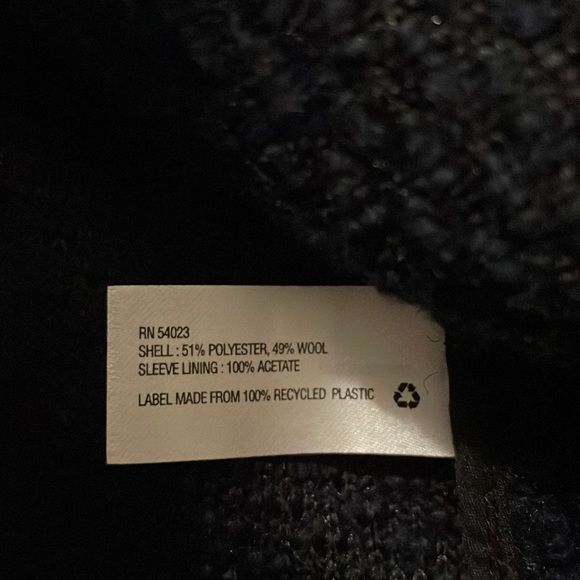 RN 54023
SHELL : 51% POLYESTER, 49% WOOL
SLEEVE LINING : 100% ACETATE
LABEL MADE FROM 100% RECYCLED PLASTIC